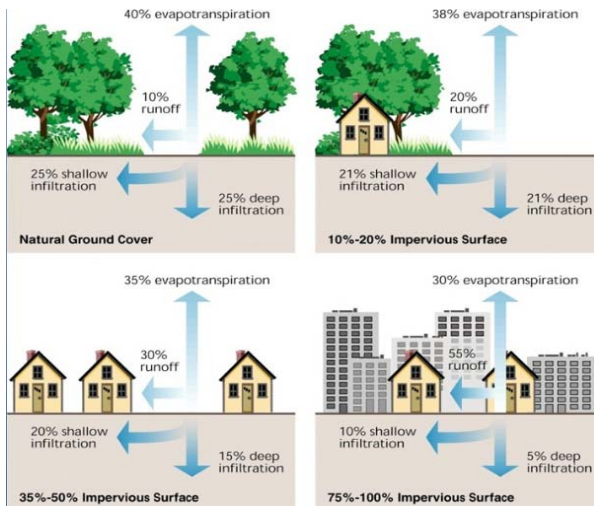 40% evapotranspiration
10%
runoff
25% shallow
infiltration
25% deep
infiltration
Natural Ground Cover
38% evapotranspiration
20%
runoff
21% shallow
infiltration
21% deep
infiltration
10%-20% Impervious Surface
35% evapotranspiration
30%
runoff
20% shallow
infiltration
15% deep
infiltration
35%-50% Impervious Surface
30% evapotranspiration
55%
runoff
10% shallow
infiltration
5% deep
infiltration
75%-100% Impervious Surface